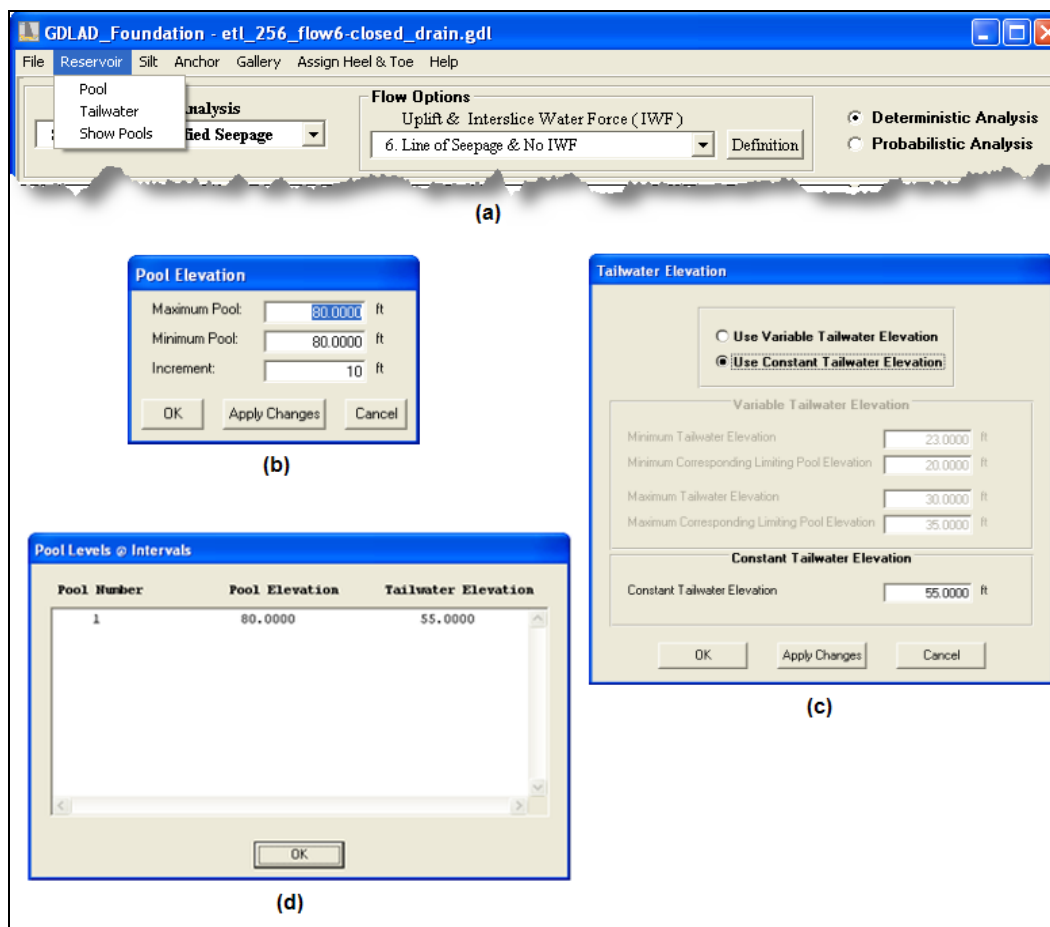 GDLAD_Foundation - etl_256_flow6-closed_drain.gdl
File Reservoir Silt Anchor Gallery Assign Heel & Toe Help
Pool
Tailwater
Show Pools
nalysis
fied Seepage
Flow Options
Uplift & Interslice Water Force ( IWF )
6. Line of Seepage & No IWF
Definition
Deterministic Analysis
Probabilistic Analysis
(a)
Pool Elevation
Maximum Pool: 80.0000 ft
Minimum Pool: 80.0000 ft
Increment: 10 ft
OK Apply Changes Cancel
(b)
Tailwater Elevation
Use Variable Tailwater Elevation
Use Constant Tailwater Elevation
Variable Tailwater Elevation
Minimum Tailwater Elevation 23.0000 ft
Minimum Corresponding Limiting Pool Elevation 20.0000 ft
Maximum Tailwater Elevation 30.0000 ft
Maximum Corresponding Limiting Pool Elevation 35.0000 ft
Constant Tailwater Elevation
Constant Tailwater Elevation 55.0000 ft
OK Apply Changes Cancel
(c)
Pool Levels @ Intervals
Pool Number Pool Elevation Tailwater Elevation
1 80.0000 55.0000
OK
(d)